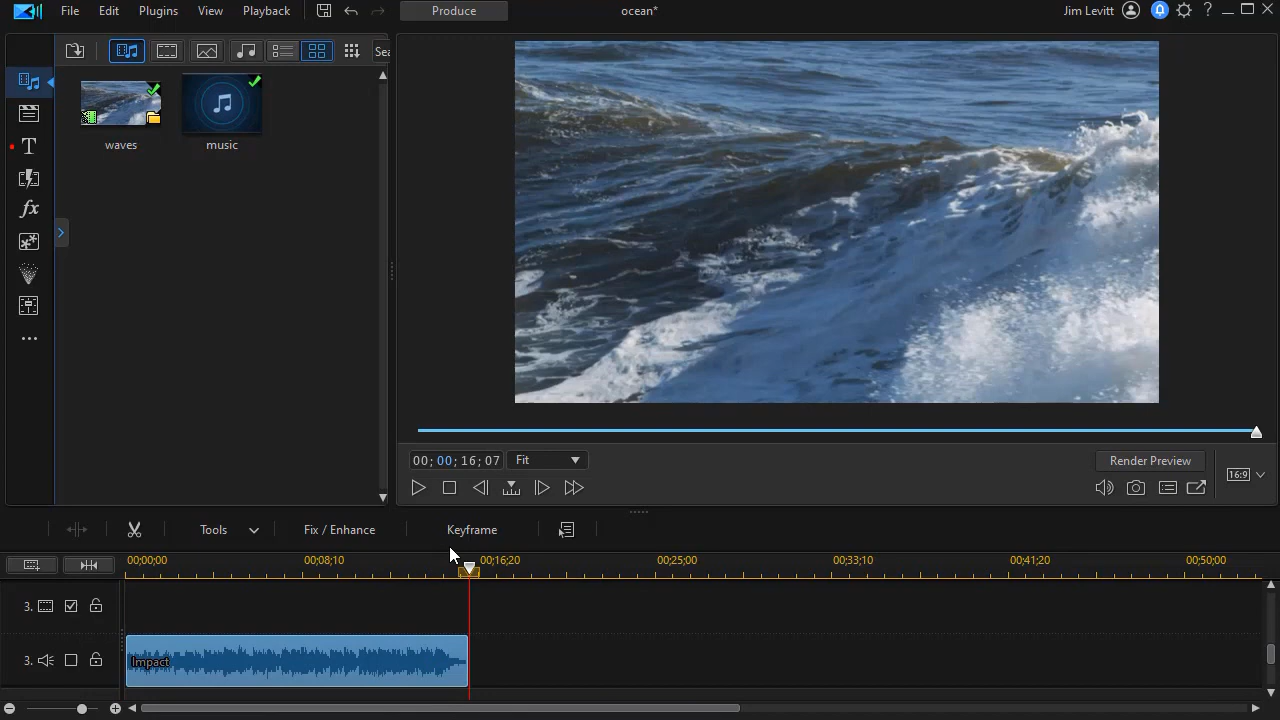 File Edit Plugins View Playback Produce ocean* Jim Levitt ?
Sea
waves music
T
fx
00;00;16;07 Fit Render Preview 16:9
Tools Fix / Enhance Keyframe
00;00;00 00;08;10 00;16;20 00;25;00 00;33;10 00;41;20 00;50;00
3.
3. Impact